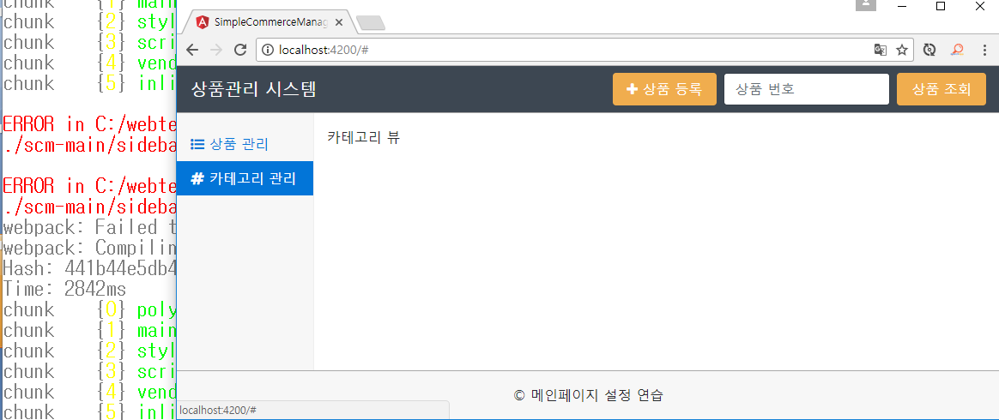 chunk {1} main
chunk {2} styl
chunk {3} scri
chunk {4} vend
chunk {5} inli
ERROR in C:/webte
./scm-main/sideba
ERROR in C:/webte
./scm-main/sideba
webpack: Failed t
webpack: Compilin
Hash: 441b44e5db4
Time: 2842ms
chunk {0} poly
chunk {1} main
chunk {2} styl
chunk {3} scri
chunk {4} vend
chunk {5} inli
SimpleCommerceManag
localhost:4200/#
상품관리 시스템
상품 등록
상품 번호
상품 조회
상품 관리
카테고리 관리
카테고리 뷰
© 메인페이지 설정 연습
localhost:4200/#